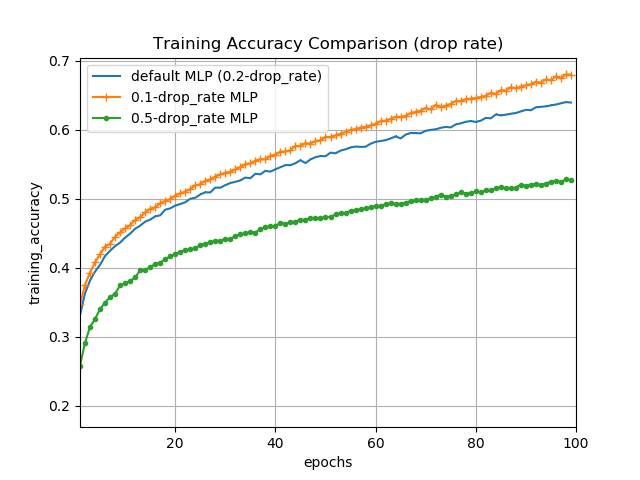 Training Accuracy Comparison (drop rate)
default MLP (0.2-drop_rate)
0.1-drop_rate MLP
0.5-drop_rate MLP
training_accuracy
0.7
0.6
0.5
0.4
0.3
0.2
20
40
60
80
100
epochs